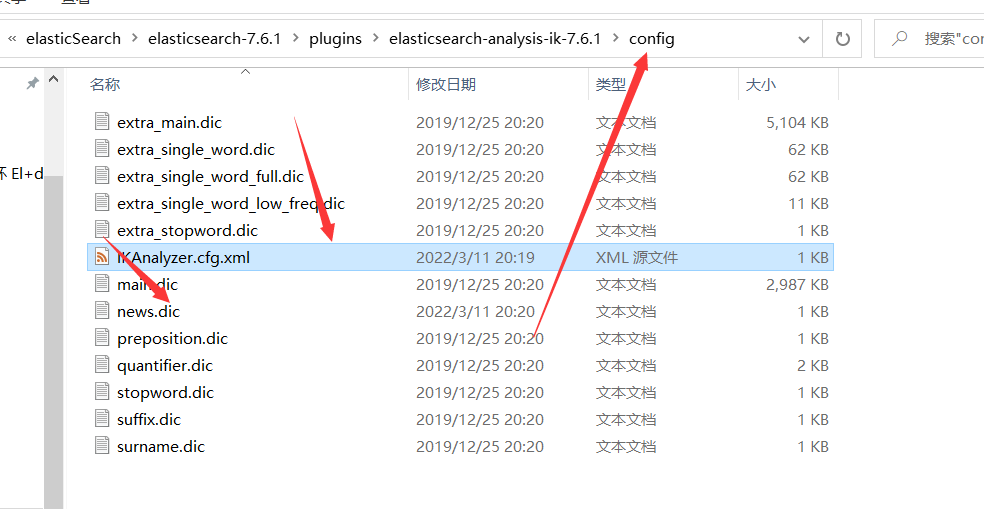 « elasticSearch > elasticsearch-7.6.1 > plugins > elasticsearch-analysis-ik-7.6.1 > config 搜索"con
名称 修改日期 类型 大小
extra_main.dic 2019/12/25 20:20 文本文档 5,104 KB
extra_single_word.dic 2019/12/25 20:20 文本文档 62 KB
环 El+d
extra_single_word_full.dic 2019/12/25 20:20 文本文档 62 KB
extra_single_word_low_freq.dic 2019/12/25 20:20 文本文档 11 KB
extra_stopword.dic 2019/12/25 20:20 文本文档 1 KB
IKAnalyzer.cfg.xml 2022/3/11 20:19 XML 源文件 1 KB
main.dic 2019/12/25 20:20 文本文档 2,987 KB
news.dic 2022/3/11 20:20 文本文档 1 KB
preposition.dic 2019/12/25 20:20 文本文档 1 KB
quantifier.dic 2019/12/25 20:20 文本文档 2 KB
stopword.dic 2019/12/25 20:20 文本文档 1 KB
suffix.dic 2019/12/25 20:20 文本文档 1 KB
surname.dic 2019/12/25 20:20 文本文档 1 KB